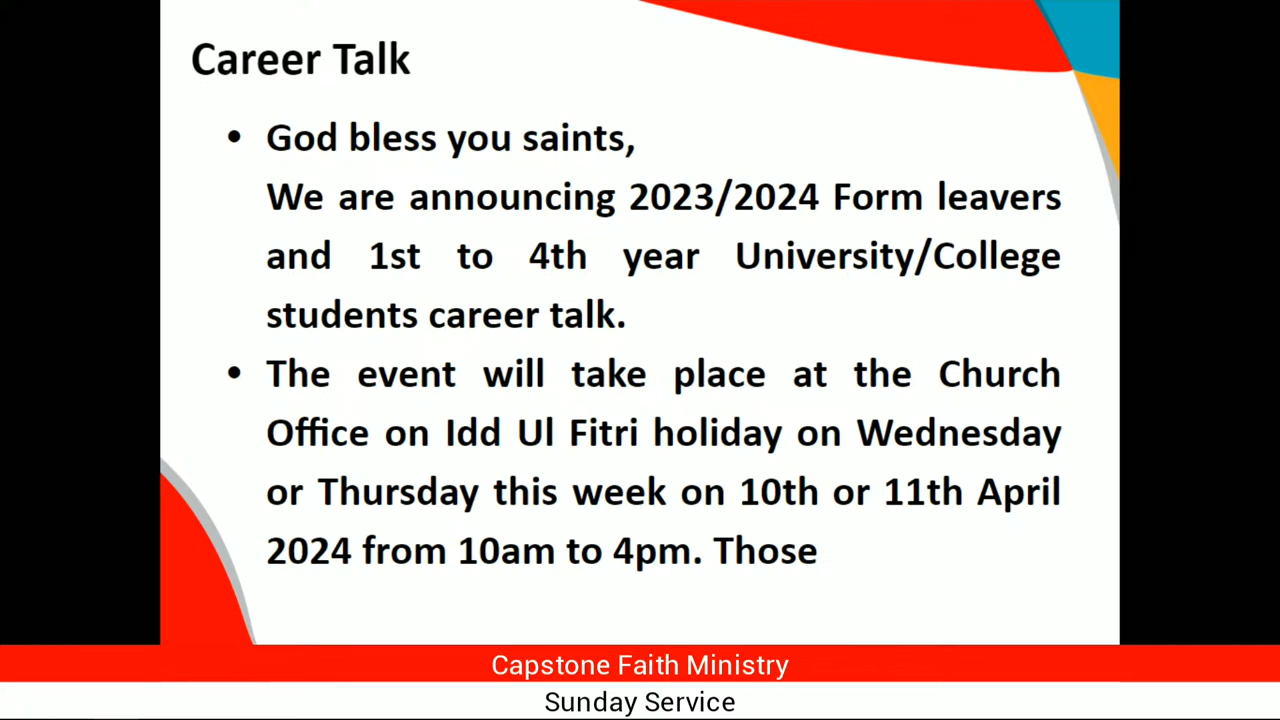 Career Talk
• God bless you saints,
We are announcing 2023/2024 Form leavers
and 1st to 4th year University/College
students career talk.
• The event will take place at the Church
Office on Idd Ul Fitri holiday on Wednesday
or Thursday this week on 10th or 11th April
2024 from 10am to 4pm. Those
Capstone Faith Ministry
Sunday Service